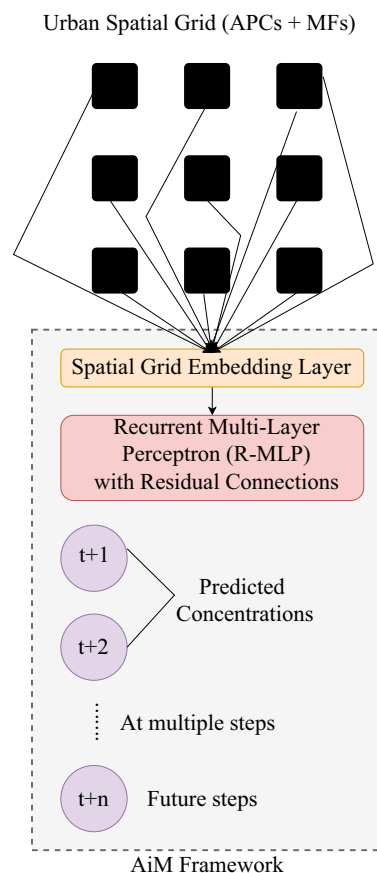 Urban Spatial Grid (APCs + MFs)
Spatial Grid Embedding Layer
Recurrent Multi-Layer
Perceptron (R-MLP)
with Residual Connections
t+1
Predicted
Concentrations
t+2
At multiple steps
t+n
Future steps
AiM Framework